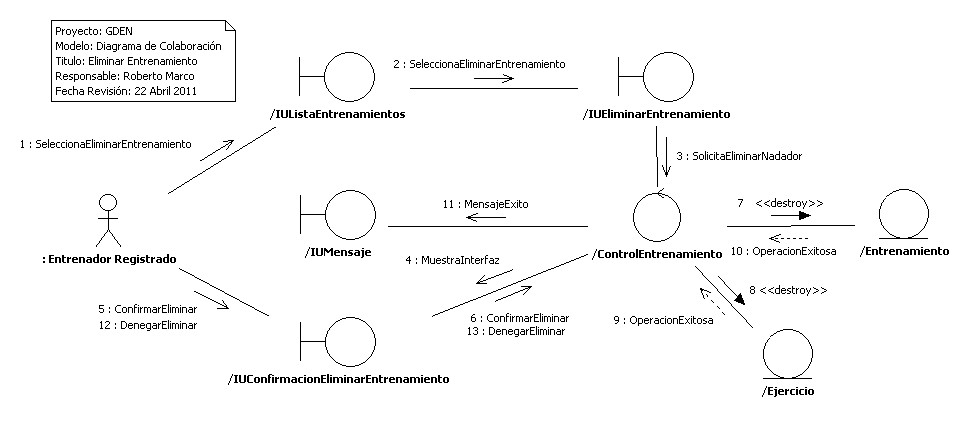 Proyecto: GDEN
Modelo: Diagrama de Colaboración
Titulo: Eliminar Entrenamiento
Responsable: Roberto Marco
Fecha Revisión: 22 Abril 2011
2 : SeleccionaEliminarEntrenamiento
/IUListaEntrenamientos
/IUEliminarEntrenamiento
1 : SeleccionaEliminarEntrenamiento
3 : SolicitaEliminarNadador
11 : MensajeExito
7 <<destroy>>
: Entrenador Registrado
/IUMensaje
/ControlEntrenamiento
10 : OperacionExitosa
/Entrenamiento
4 : MuestraInterfaz
5 : ConfirmarEliminar
12 : DenegarEliminar
6 : ConfirmarEliminar
13 : DenegarEliminar
8 <<destroy>>
9 : OperacionExitosa
/IUConfirmacionEliminarEntrenamiento
/Ejercicio